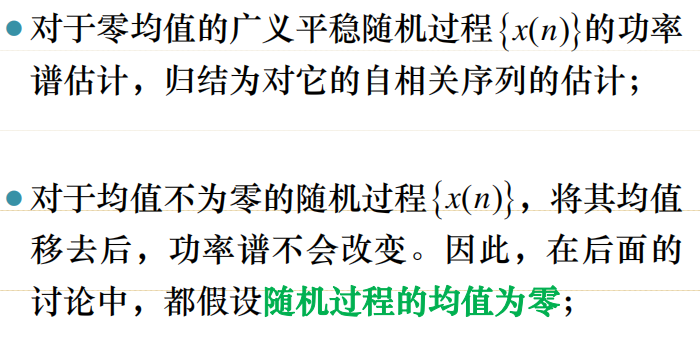 ● 对于零均值的广义平稳随机过程{x(n)}的功率
谱估计，归结为对它的自相关序列的估计；
● 对于均值不为零的随机过程{x(n)}，将其均值
移去后，功率谱不会改变。因此，在后面的
讨论中，都假设随机过程的均值为零；